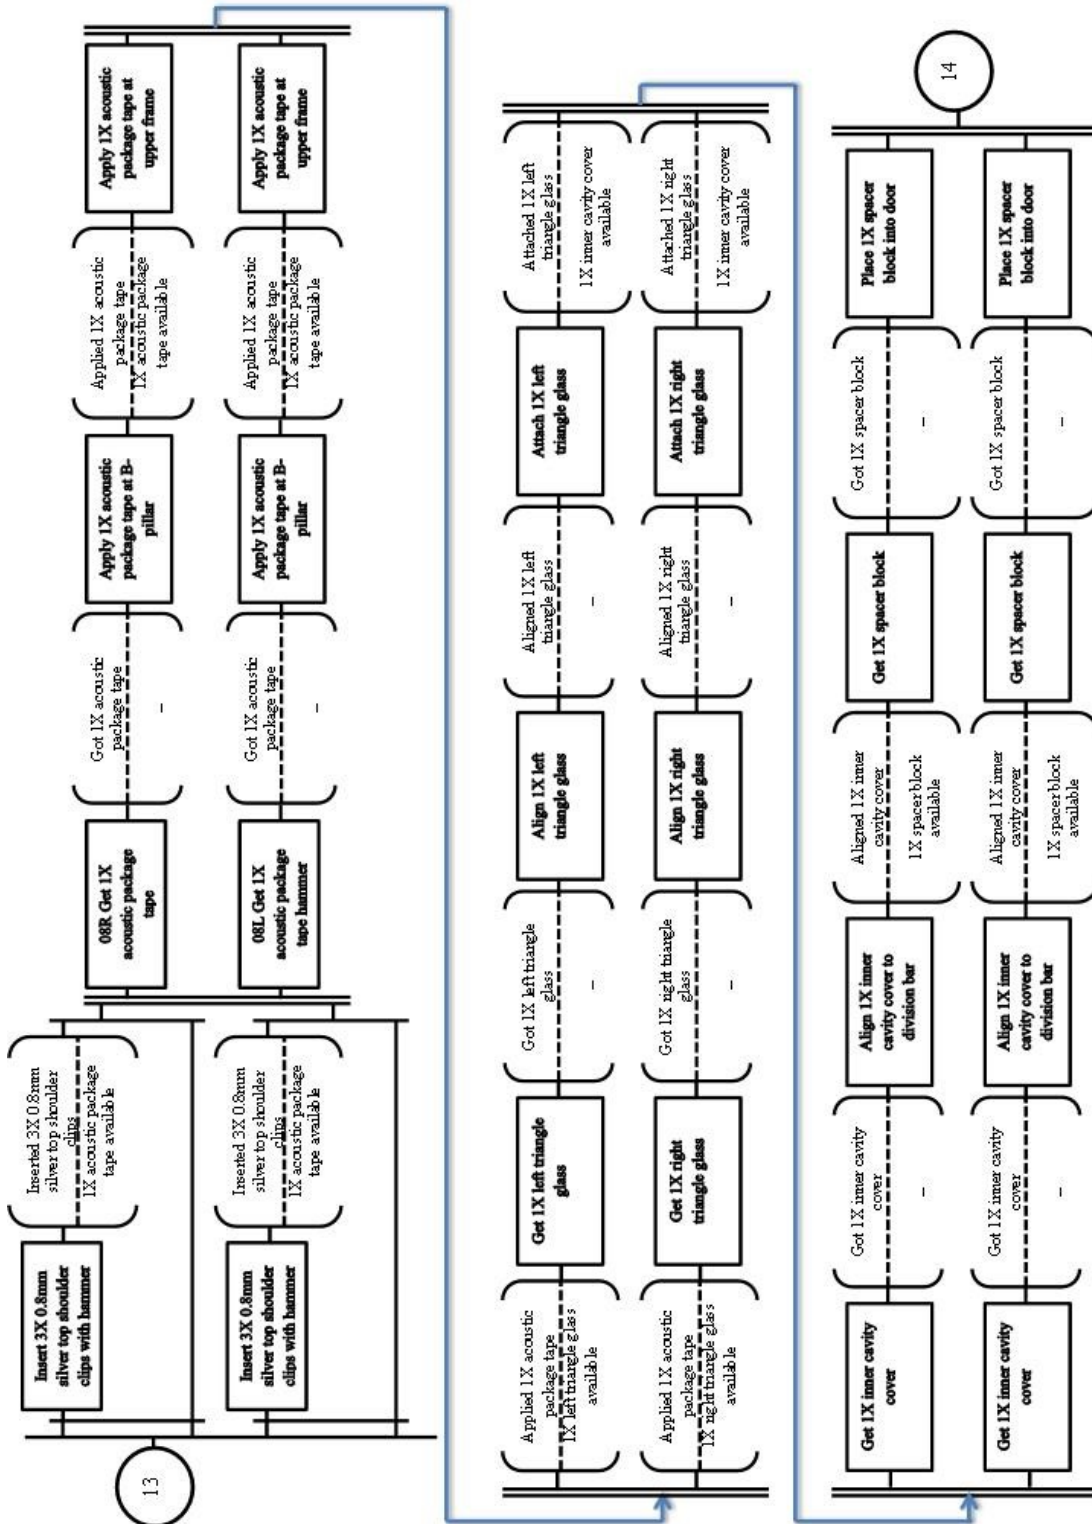 13
Insert 3X 0.8mm
silver top shoulder
clips with hammer
Inserted 3X 0.8mm
silver top shoulder
clips
1X acoustic package
tape available
08R Get 1X
acoustic package
tape
Got 1X acoustic
package tape
–
Apply 1X acoustic
package tape at B-
pillar
Applied 1X acoustic
package tape
1X acoustic package
tape available
Apply 1X acoustic
package tape at
upper frame
Insert 3X 0.8mm
silver top shoulder
clips with hammer
Inserted 3X 0.8mm
silver top shoulder
clips
1X acoustic package
tape available
08L Get 1X
acoustic package
tape hammer
Got 1X acoustic
package tape
–
Apply 1X acoustic
package tape at B-
pillar
Applied 1X acoustic
package tape
1X acoustic package
tape available
Apply 1X acoustic
package tape at
upper frame
Applied 1X acoustic
package tape
1X left triangle glass
available
Get 1X left triangle
glass
Got 1X left triangle
glass
–
Align 1X left
triangle glass
Aligned 1X left
triangle glass
–
Attach 1X left
triangle glass
Attached 1X left
triangle glass
1X inner cavity cover
available
Applied 1X acoustic
package tape
1X right triangle glass
available
Get 1X right
triangle glass
Got 1X right triangle
glass
–
Align 1X right
triangle glass
Aligned 1X right
triangle glass
–
Attach 1X right
triangle glass
Attached 1X right
triangle glass
1X inner cavity cover
available
Get 1X inner cavity
cover
Got 1X inner cavity
cover
–
Align 1X inner
cavity cover to
division bar
Aligned 1X inner
cavity cover
1X spacer block
available
Get 1X spacer block
Got 1X spacer block
–
Place 1X spacer
block into door
Get 1X inner cavity
cover
Got 1X inner cavity
cover
–
Align 1X inner
cavity cover to
division bar
Aligned 1X inner
cavity cover
1X spacer block
available
Get 1X spacer block
Got 1X spacer block
–
Place 1X spacer
block into door
14